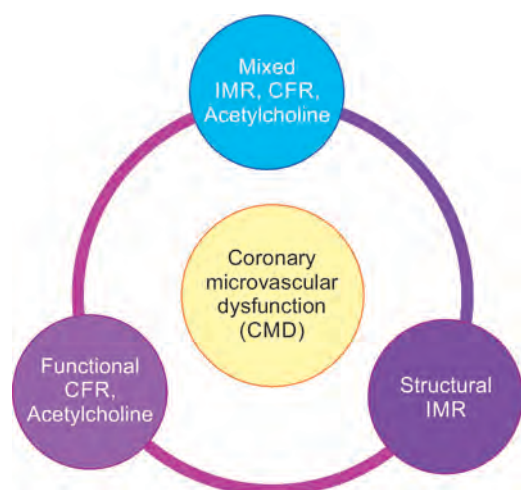 Mixed
IMR, CFR,
Acetylcholine
Coronary
microvascular
dysfunction
(CMD)
Functional
CFR,
Acetylcholine
Structural
IMR